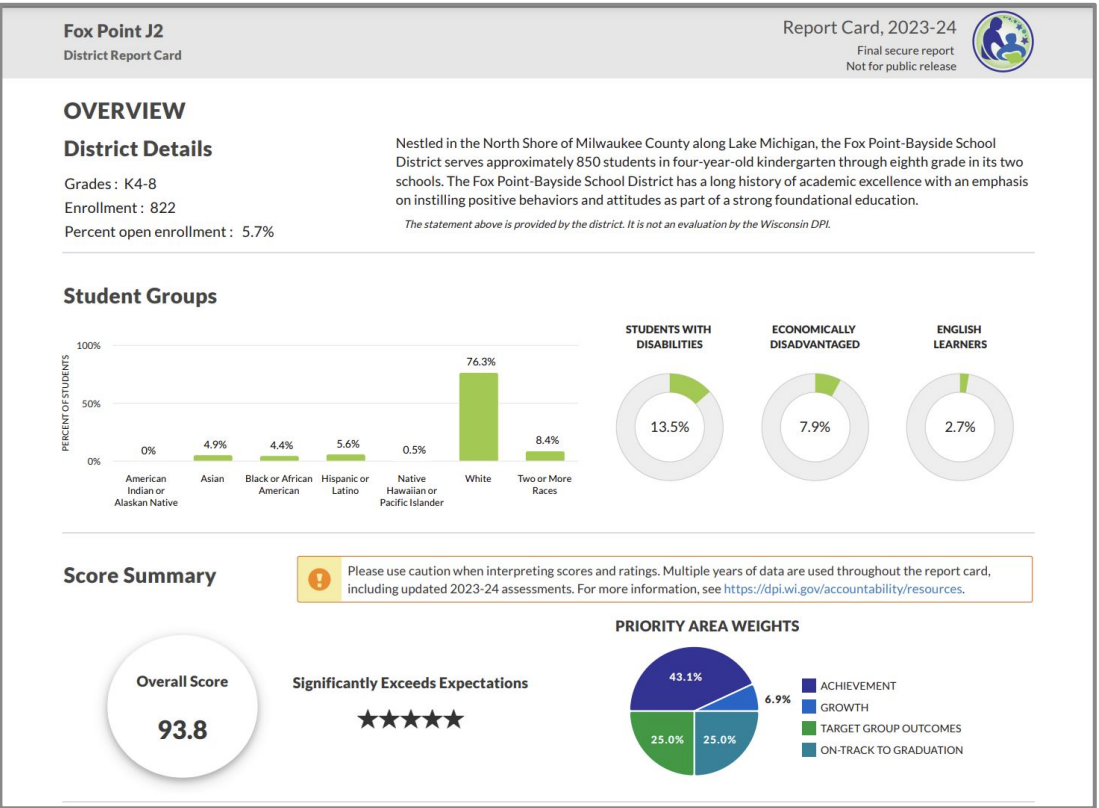 Fox Point J2
District Report Card
Report Card, 2023-24
Final secure report
Not for public release
OVERVIEW
District Details
Grades : K4-8
Enrollment : 822
Percent open enrollment : 5.7%
Nestled in the North Shore of Milwaukee County along Lake Michigan, the Fox Point-Bayside School
District serves approximately 850 students in four-year-old kindergarten through eighth grade in its two
schools. The Fox Point-Bayside School District has a long history of academic excellence with an emphasis
on instilling positive behaviors and attitudes as part of a strong foundational education.
The statement above is provided by the district. It is not an evaluation by the Wisconsin DPI.
Student Groups
PERCENT OF STUDENTS
100%
50%
0%
0%
4.9%
4.4%
5.6%
0.5%
76.3%
8.4%
American
Indian or
Alaskan Native
Asian
Black or African
American
Hispanic or
Latino
Native
Hawaiian or
Pacific Islander
White
Two or More
Races
STUDENTS WITH
DISABILITIES
13.5%
ECONOMICALLY
DISADVANTAGED
7.9%
ENGLISH
LEARNERS
2.7%
Score Summary
Please use caution when interpreting scores and ratings. Multiple years of data are used throughout the report card,
including updated 2023-24 assessments. For more information, see https://dpi.wi.gov/accountability/resources.
Overall Score
93.8
Significantly Exceeds Expectations
PRIORITY AREA WEIGHTS
43.1%
6.9%
25.0%
25.0%
ACHIEVEMENT
GROWTH
TARGET GROUP OUTCOMES
ON-TRACK TO GRADUATION